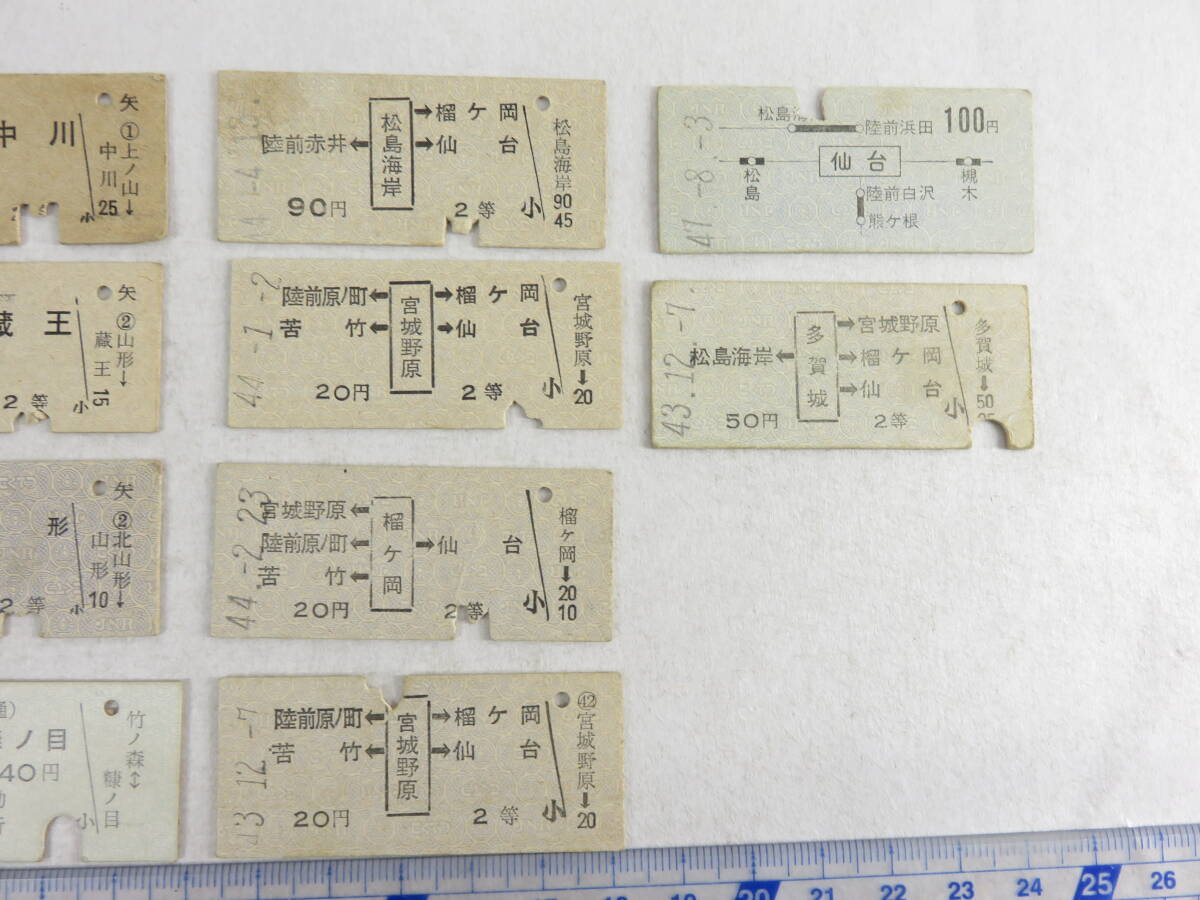 中川
矢
①上ノ山→
中川
25
小
蔵王
矢
②山形→
蔵王
15
2等
小
形
矢
②北山形→
山形
10
2等
小
ノ目
40円
竹ノ森↔
糠ノ目
小
陸前赤井←
松島海岸
→榴ケ岡
→仙台
90円
2等
小
松島海岸
90
45
44.-1.-2
陸前原ノ町←
苦竹←
宮城野原
→榴ケ岡
→仙台
20円
2等
小
宮城野原→20
44.-2.23
宮城野原←
陸前原ノ町←
苦竹←
榴ケ岡
→仙台
20円
2等
小
榴ケ岡→20
10
43.12.-7
陸前原ノ町←
苦竹←
宮城野原
→榴ケ岡
→仙台
20円
2等
小
㊷宮城野原→20
47.-8.-3
松島海
陸前浜田
100円
松島
仙台
槻木
陸前白沢
熊ケ根
43.12.-7.
松島海岸←
多賀城
→宮城野原
→榴ケ岡
→仙台
50円
2等
小
多賀城→50
20
21
22
23
24
25
26